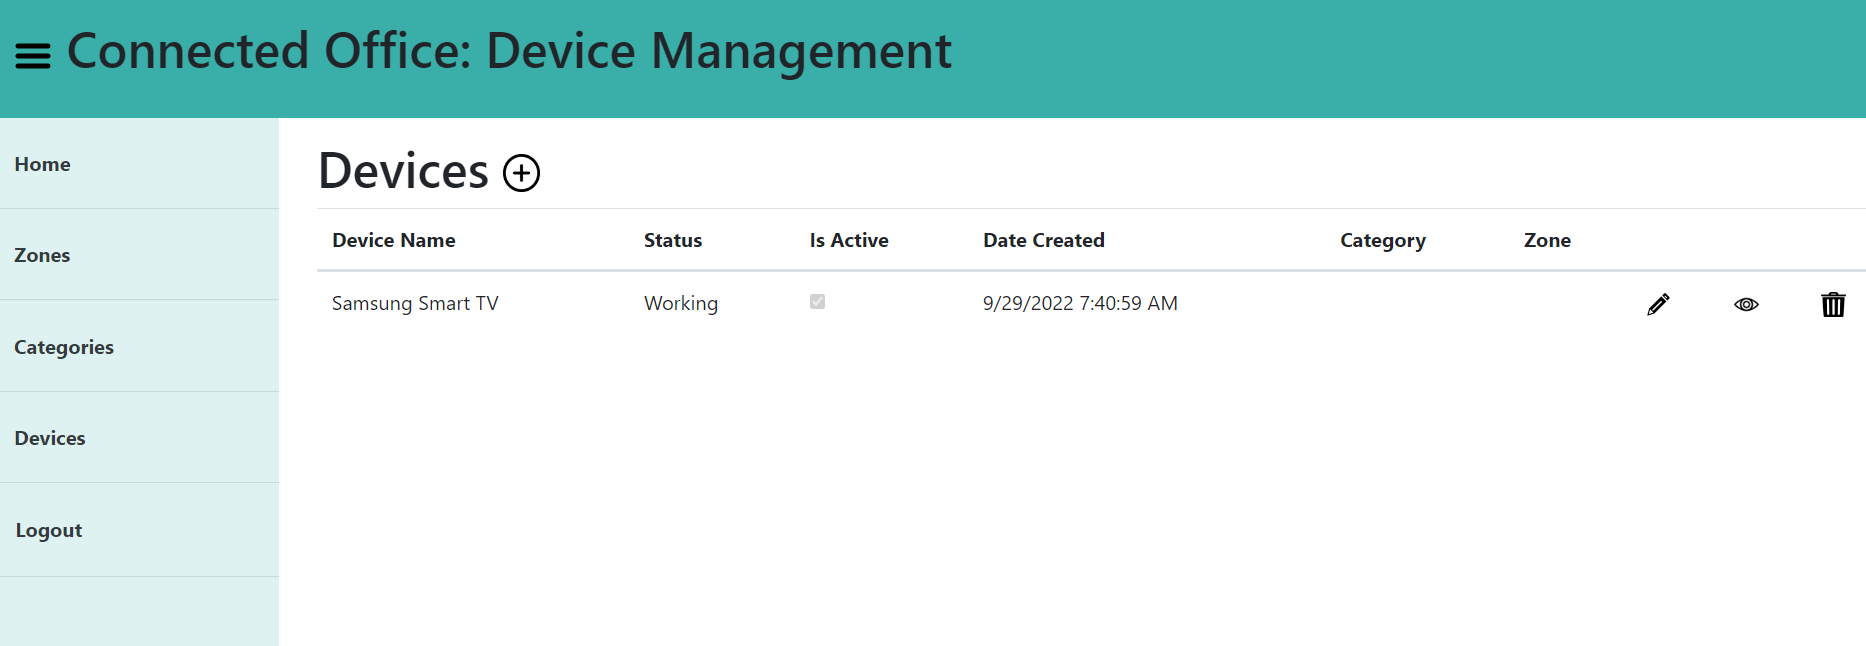 Connected Office: Device Management
Home
Zones
Categories
Devices
Logout
Devices
Device Name Status Is Active Date Created Category Zone
Samsung Smart TV Working 9/29/2022 7:40:59 AM